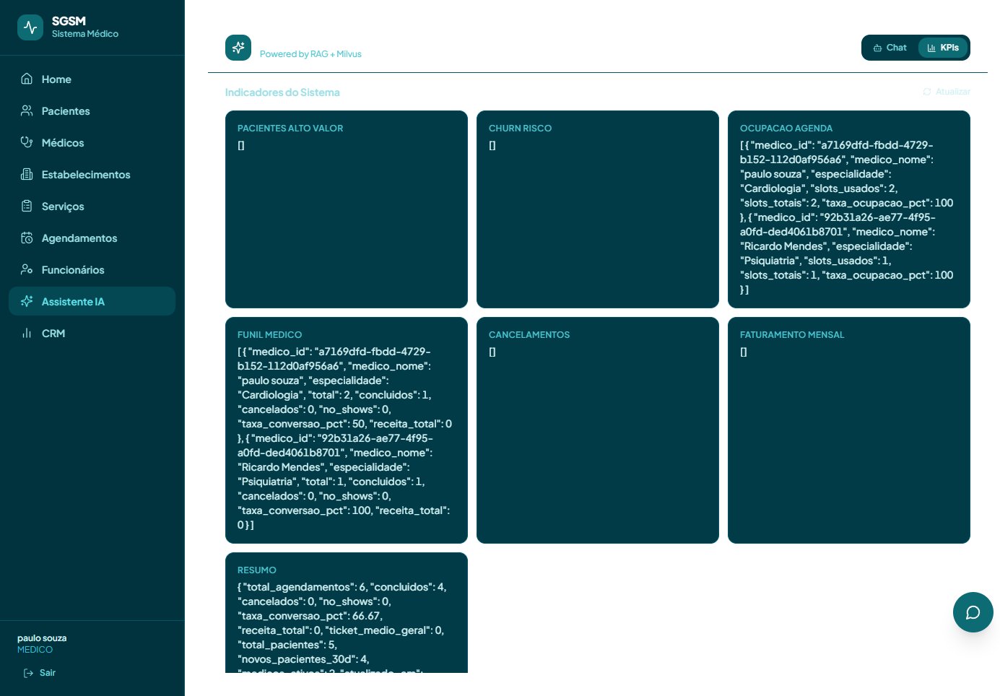 SGSM
Sistema Médico
Home
Pacientes
Médicos
Estabelecimentos
Serviços
Agendamentos
Funcionários
Assistente IA
CRM
paulo souza
MEDICO
Sair
Powered by RAG + Milvus
Chat
KPIs
Indicadores do Sistema
Atualizar
PACIENTES ALTO VALOR
[]
CHURN RISCO
[]
OCUPACAO AGENDA
[ { "medico_id": "a7169dfd-fbdd-4729-
b152-112d0af956a6", "medico_nome":
"paulo souza", "especialidade":
"Cardiologia", "slots_usados": 2,
"slots_totais": 2, "taxa_ocupacao_pct": 100
}, { "medico_id": "92b31a26-ae77-4f95-
a0fd-ded4061b8701", "medico_nome":
"Ricardo Mendes", "especialidade":
"Psiquiatria", "slots_usados": 1,
"slots_totais": 1, "taxa_ocupacao_pct": 100
} ]
FUNIL MEDICO
[ { "medico_id": "a7169dfd-fbdd-4729-
b152-112d0af956a6", "medico_nome":
"paulo souza", "especialidade":
"Cardiologia", "total": 2, "concluidos": 1,
"cancelados": 0, "no_shows": 0,
"taxa_conversao_pct": 50, "receita_total": 0
}, { "medico_id": "92b31a26-ae77-4f95-
a0fd-ded4061b8701", "medico_nome":
"Ricardo Mendes", "especialidade":
"Psiquiatria", "total": 1, "concluidos": 1,
"cancelados": 0, "no_shows": 0,
"taxa_conversao_pct": 100, "receita_total":
0 } ]
CANCELAMENTOS
[]
FATURAMENTO MENSAL
[]
RESUMO
{ "total_agendamentos": 6, "concluidos": 4,
"cancelados": 0, "no_shows": 0,
"taxa_conversao_pct": 66.67,
"receita_total": 0, "ticket_medio_geral": 0,
"total_pacientes": 5,
"novos_pacientes_30d": 4,